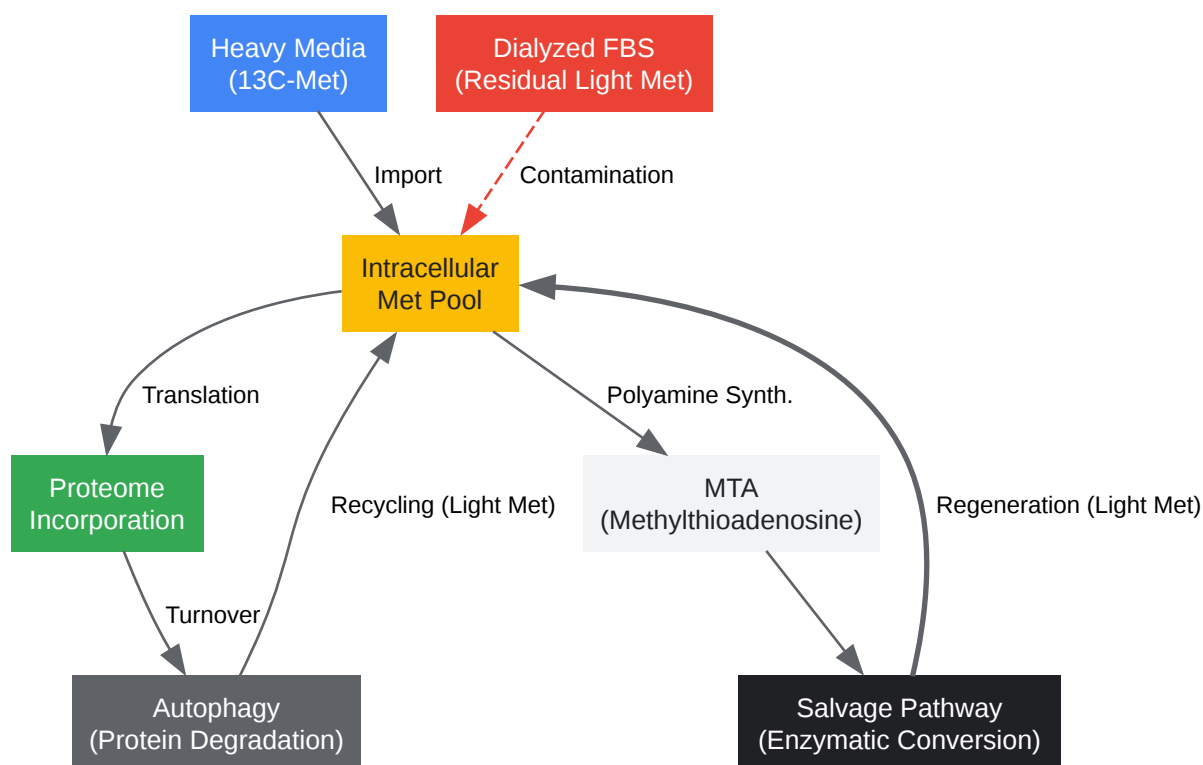 Heavy Media
(13C-Met)
Dialyzed FBS
(Residual Light Met)
Import
Contamination
Intracellular
Met Pool
Translation
Polyamine Synth.
Proteome
Incorporation
Recycling (Light Met)
MTA
(Methylthioadenosine)
Regeneration (Light Met)
Turnover
Autophagy
(Protein Degradation)
Salvage Pathway
(Enzymatic Conversion)